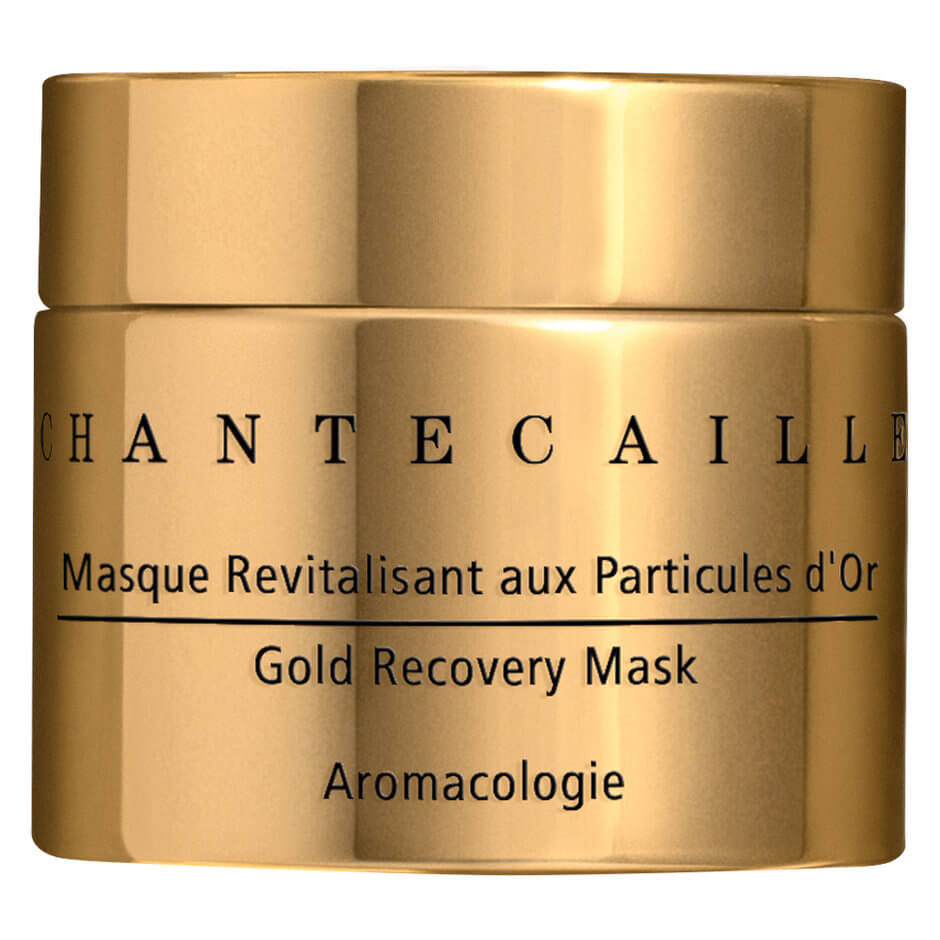 CHANTECAILLE
Masque Revitalisant aux Particules d'Or
Gold Recovery Mask
Aromacologie